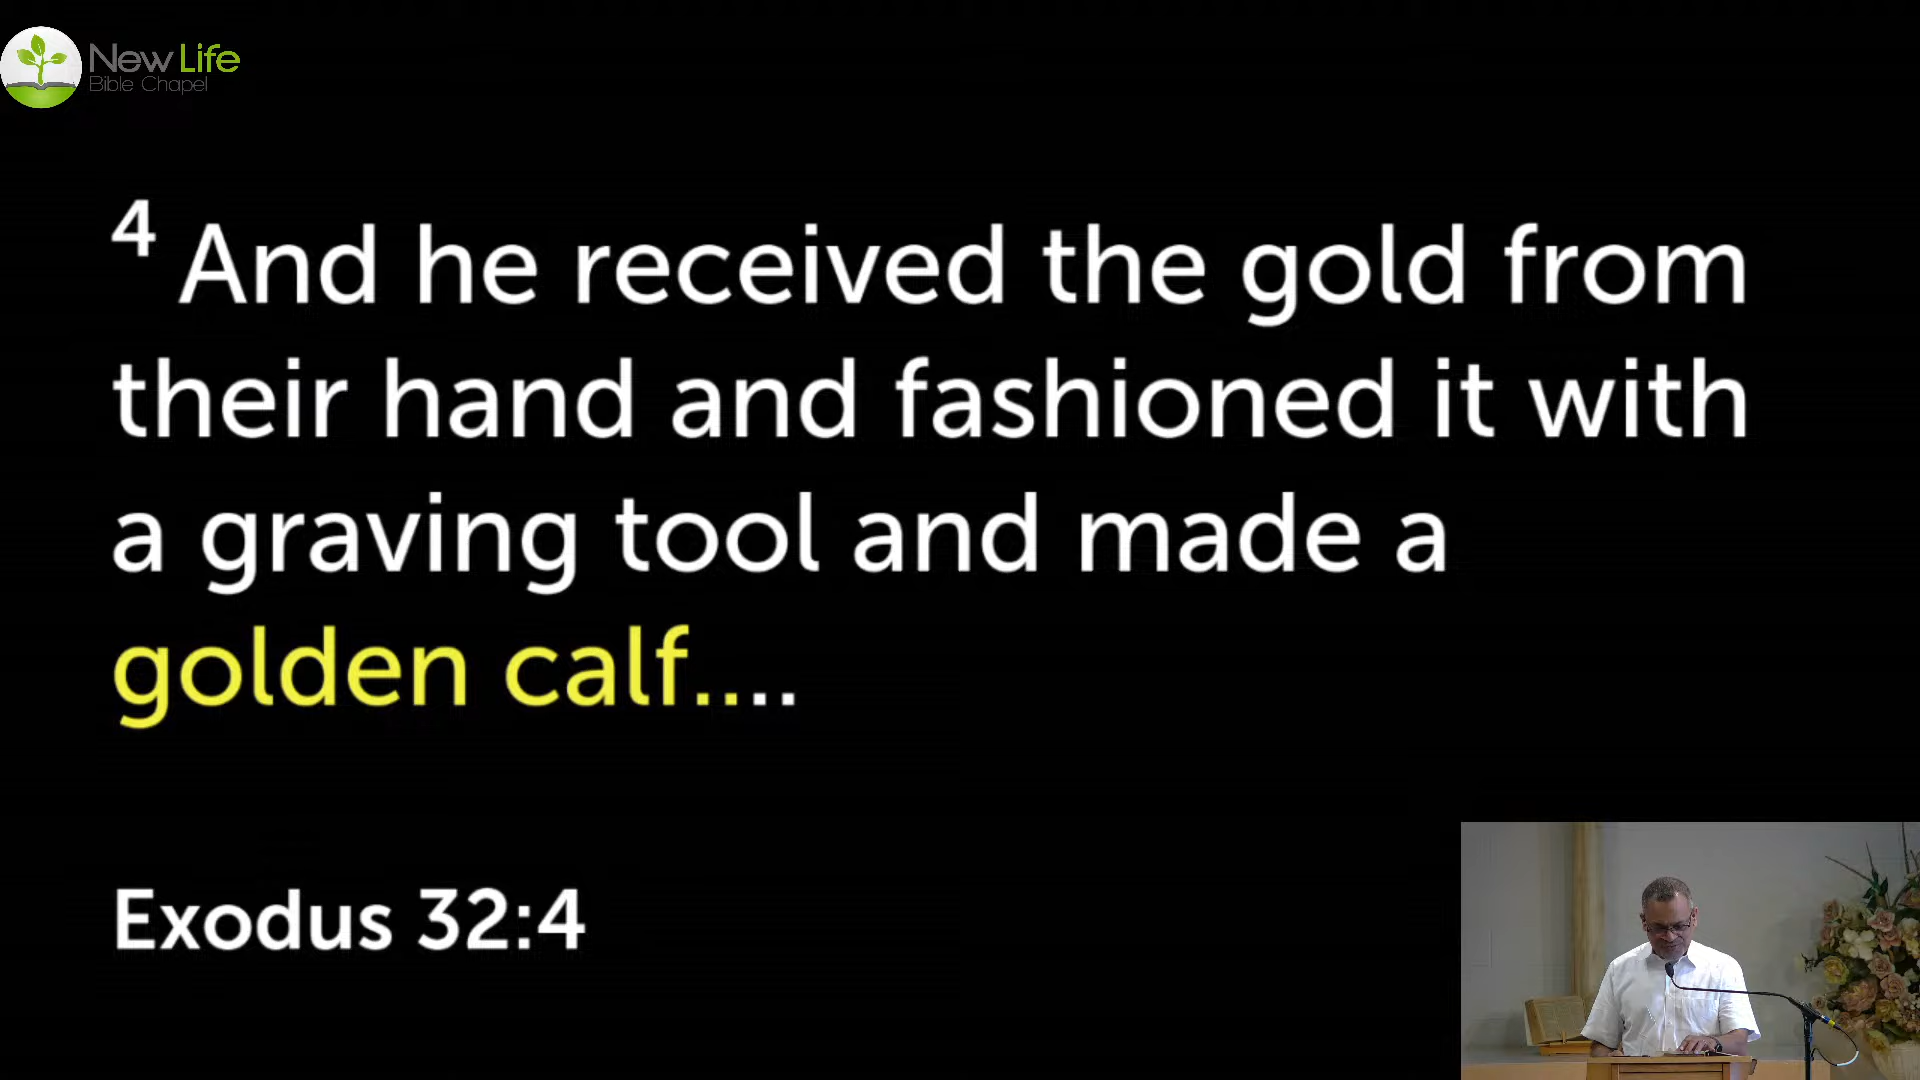 New Life
Bible Chapel
4 And he received the gold from
their hand and fashioned it with
a graving tool and made a
golden calf....
Exodus 32:4